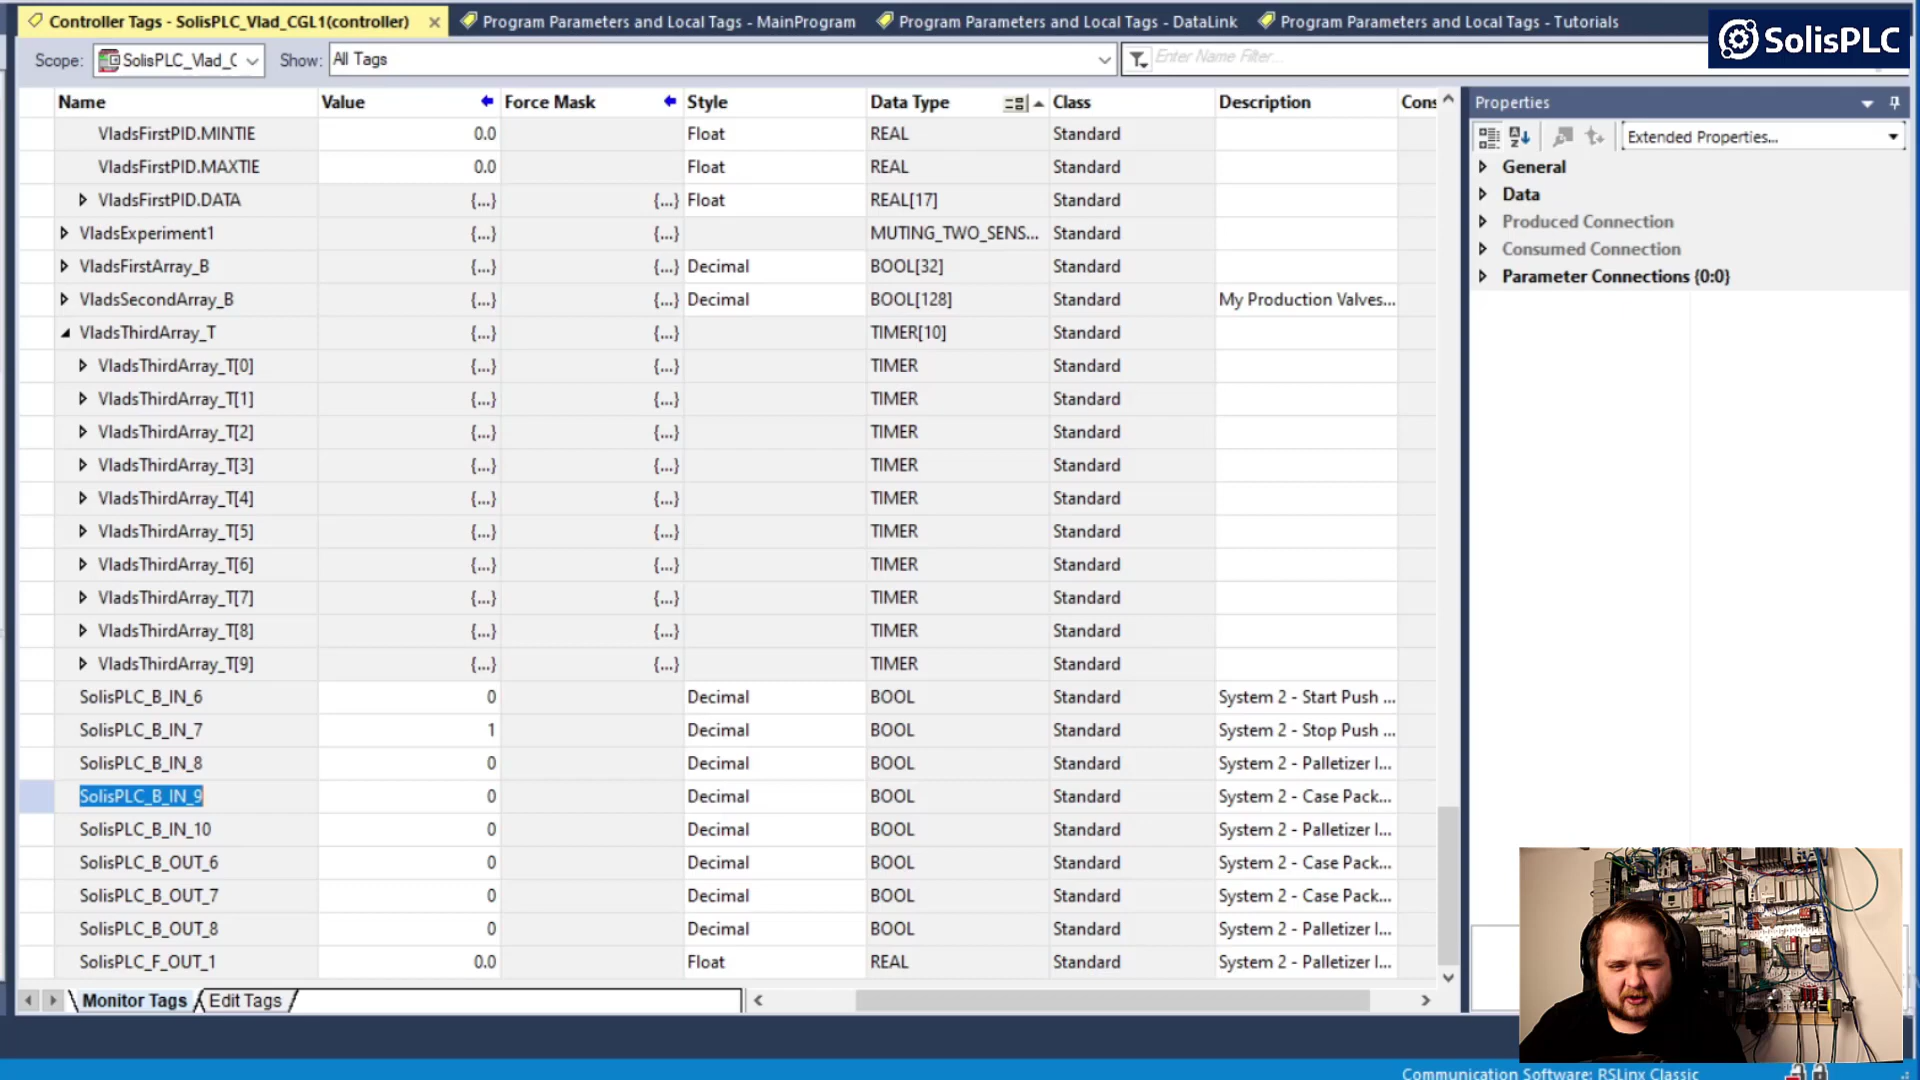 Controller Tags - SolisPLC_Vlad_CGL1(controller) Program Parameters and Local Tags - MainProgram Program Parameters and Local Tags - DataLink Program Parameters and Local Tags - Tutorials
SolisPLC
Scope: SolisPLC_Vlad_C Show: All Tags Enter Name Filter...
Name Value Force Mask Style Data Type Class Description Cons
VladsFirstPID.MINTIE 0.0 Float REAL Standard
VladsFirstPID.MAXTIE 0.0 Float REAL Standard
VladsFirstPID.DATA {...} {...} Float REAL[17] Standard
VladsExperiment1 {...} {...} MUTING_TWO_SENS... Standard
VladsFirstArray_B {...} {...} Decimal BOOL[32] Standard
VladsSecondArray_B {...} {...} Decimal BOOL[128] Standard My Production Valves...
VladsThirdArray_T {...} {...} TIMER[10] Standard
VladsThirdArray_T[0] {...} {...} TIMER Standard
VladsThirdArray_T[1] {...} {...} TIMER Standard
VladsThirdArray_T[2] {...} {...} TIMER Standard
VladsThirdArray_T[3] {...} {...} TIMER Standard
VladsThirdArray_T[4] {...} {...} TIMER Standard
VladsThirdArray_T[5] {...} {...} TIMER Standard
VladsThirdArray_T[6] {...} {...} TIMER Standard
VladsThirdArray_T[7] {...} {...} TIMER Standard
VladsThirdArray_T[8] {...} {...} TIMER Standard
VladsThirdArray_T[9] {...} {...} TIMER Standard
SolisPLC_B_IN_6 0 Decimal BOOL Standard System 2 - Start Push ...
SolisPLC_B_IN_7 1 Decimal BOOL Standard System 2 - Stop Push ...
SolisPLC_B_IN_8 0 Decimal BOOL Standard System 2 - Palletizer I...
SolisPLC_B_IN_9 0 Decimal BOOL Standard System 2 - Case Pack...
SolisPLC_B_IN_10 0 Decimal BOOL Standard System 2 - Palletizer I...
SolisPLC_B_OUT_6 0 Decimal BOOL Standard System 2 - Case Pack...
SolisPLC_B_OUT_7 0 Decimal BOOL Standard System 2 - Case Pack...
SolisPLC_B_OUT_8 0 Decimal BOOL Standard System 2 - Palletizer I...
SolisPLC_F_OUT_1 0.0 Float REAL Standard System 2 - Palletizer I...
Monitor Tags Edit Tags
Properties
Extended Properties...
General
Data
Produced Connection
Consumed Connection
Parameter Connections {0:0}
Communication Software: RSLinx Classic